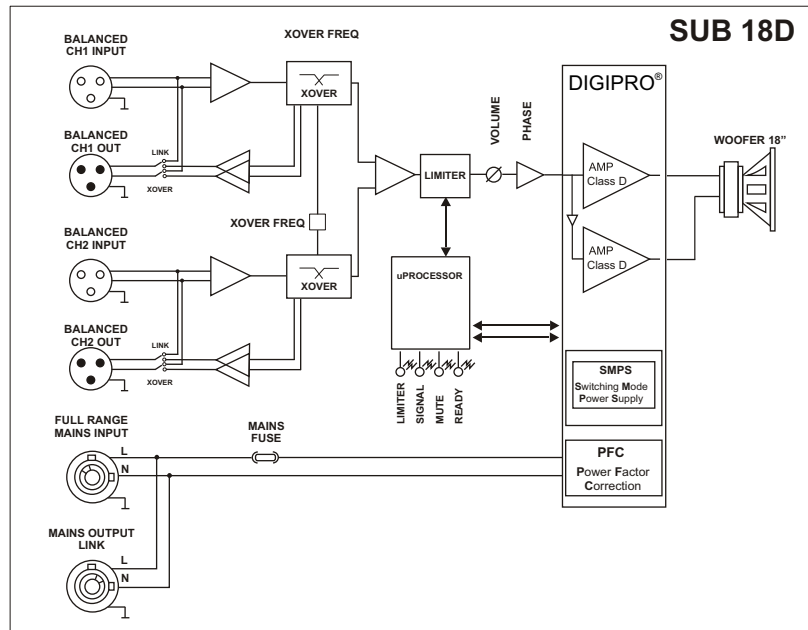 SUB 18D
BALANCED
CH1 INPUT
XOVER FREQ
XOVER
DIGIPRO®
BALANCED
CH1 OUT
LINK
XOVER
VOLUME
PHASE
WOOFER 18”
AMP
Class D
LIMITER
XOVER FREQ
BALANCED
CH2 INPUT
XOVER
AMP
Class D
uPROCESSOR
BALANCED
CH2 OUT
LINK
XOVER
LIMITER
SIGNAL
MUTE
READY
SMPS
Switching Mode
Power Supply
FULL RANGE
MAINS INPUT
L
N
MAINS
FUSE
PFC
Power Factor
Correction
MAINS OUTPUT
LINK
L
N